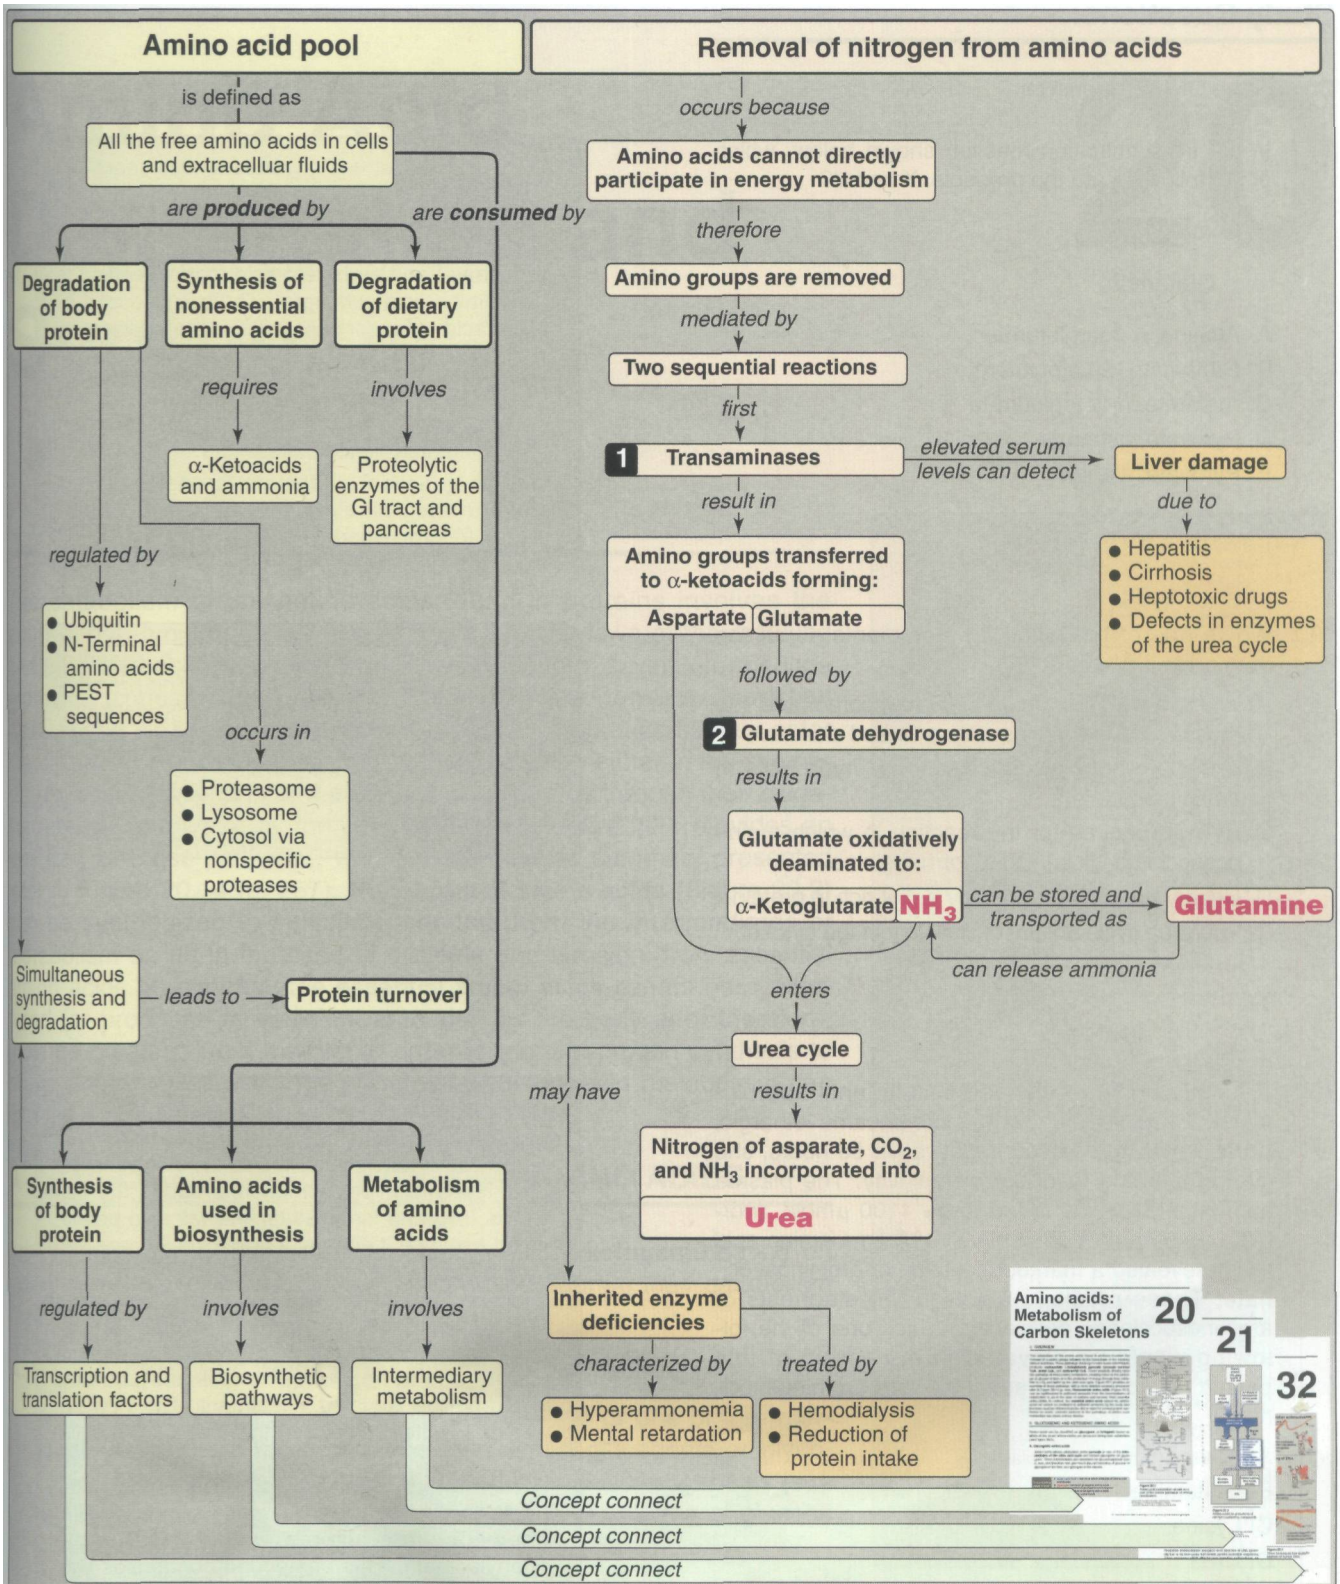 Amino acid pool
is defined as
All the free amino acids in cells
and extracelluar fluids
are produced by
are consumed by
Degradation
of body
protein
Synthesis of
nonessential
amino acids
Degradation
of dietary
protein
requires
involves
α-Ketoacids
and ammonia
Proteolytic
enzymes of the
GI tract and
pancreas
regulated by
● Ubiquitin
● N-Terminal
amino acids
● PEST
sequences
occurs in
● Proteasome
● Lysosome
● Cytosol via
nonspecific
proteases
Simultaneous
synthesis and
degradation
leads to
Protein turnover
Synthesis
of body
protein
Amino acids
used in
biosynthesis
Metabolism
of amino
acids
regulated by
involves
involves
Transcription and
translation factors
Biosynthetic
pathways
Intermediary
metabolism
Removal of nitrogen from amino acids
occurs because
Amino acids cannot directly
participate in energy metabolism
therefore
Amino groups are removed
mediated by
Two sequential reactions
first
1 Transaminases
elevated serum
levels can detect
Liver damage
due to
● Hepatitis
● Cirrhosis
● Heptotoxic drugs
● Defects in enzymes
of the urea cycle
result in
Amino groups transferred
to α-ketoacids forming:
Aspartate Glutamate
followed by
2 Glutamate dehydrogenase
results in
Glutamate oxidatively
deaminated to:
α-Ketoglutarate NH₃
can be stored and
transported as
Glutamine
can release ammonia
enters
Urea cycle
may have
results in
Nitrogen of asparate, CO₂,
and NH₃ incorporated into
Urea
Inherited enzyme
deficiencies
characterized by
treated by
● Hyperammonemia
● Mental retardation
● Hemodialysis
● Reduction of
protein intake
Amino acids:
Metabolism of
Carbon Skeletons
20
21
32
Concept connect
Concept connect
Concept connect